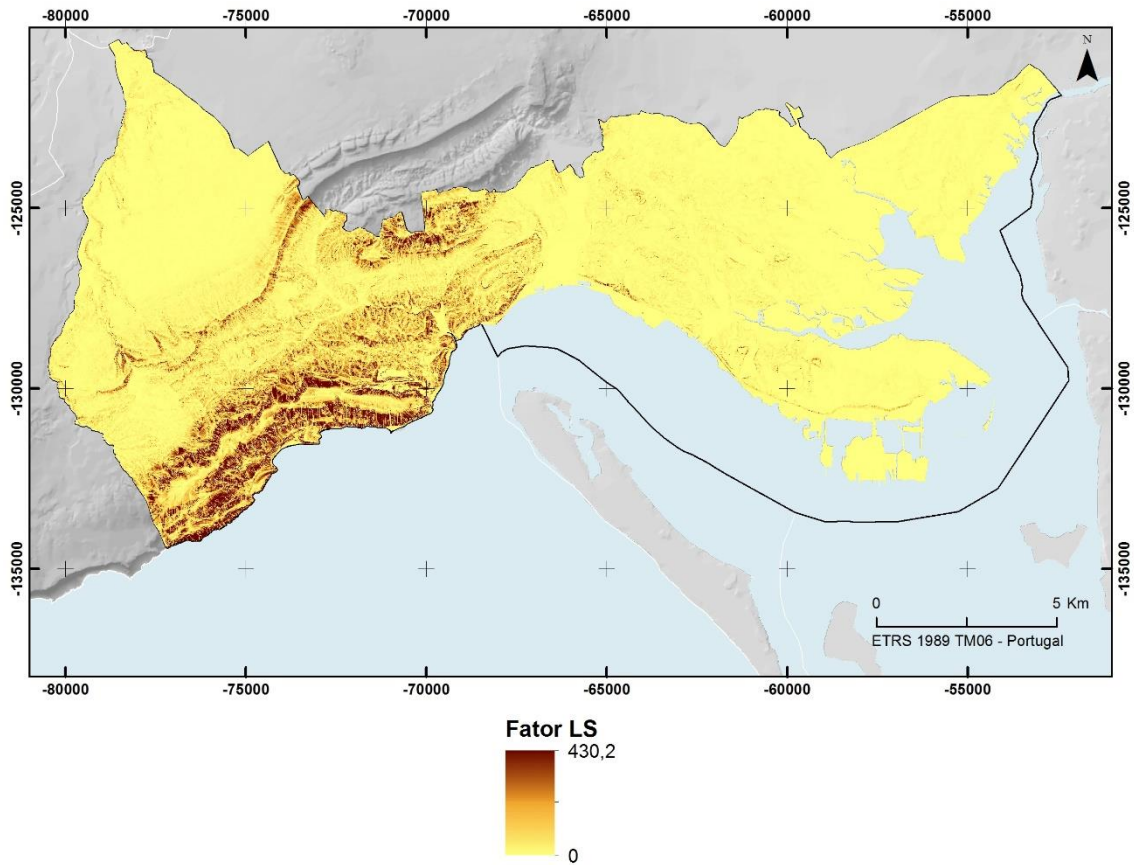 -80000 -75000 -70000 -65000 -60000 -55000
N
-125000 -125000
-130000 -130000
-135000 -135000
0 5 Km
ETRS 1989 TM06 - Portugal
-80000 -75000 -70000 -65000 -60000 -55000
Fator LS
430,2
0